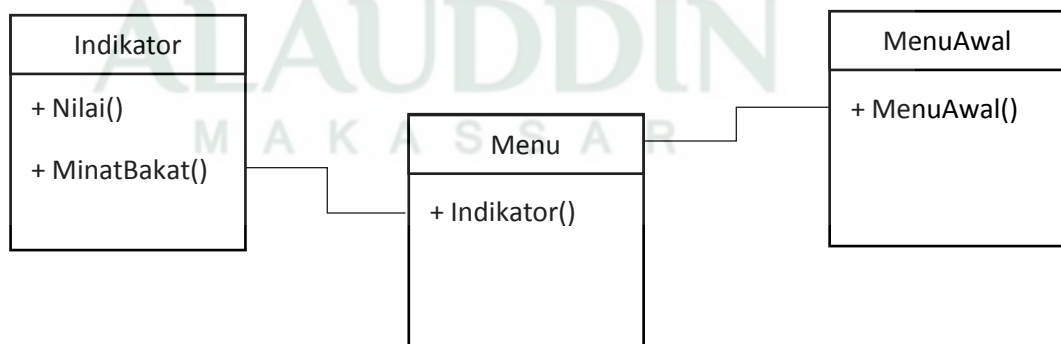 ALAUDDIN
MAKASSAR
Indikator
+ Nilai()
+ MinatBakat()
Menu
+ Indikator()
MenuAwal
+ MenuAwal()